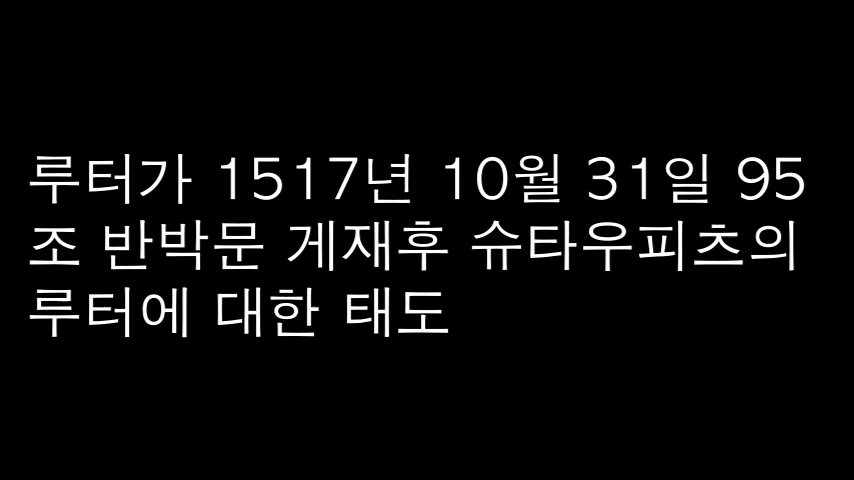 루터가 1517년 10월 31일 95
조 반박문 게재후 슈타우피츠의
루터에 대한 태도